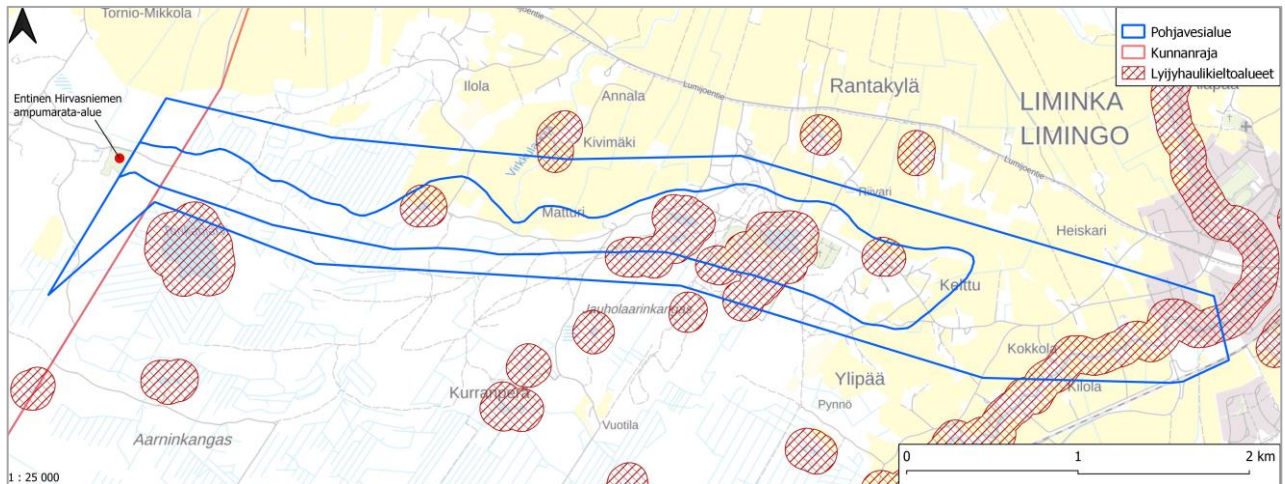 Tornio-Mikkola
Pohjavesialue
Kunnanraja
Lyijyhaulikieltoalueet
Ilola
Annala
Rantakylä
Lumijoentie
LIMINKA
LIMINGO
Entinen Hirvasniemen
ampumarata-alue
Kivimäki
Lumijoentie
Matturi
Riivari
Heiskari
Kelttu
Jauholaarinkangas
Kokkola
Kilola
Ylipää
Kurranperä
Pynnö
Vuotila
Aarninkangas
1 : 25 000
0
1
2 km